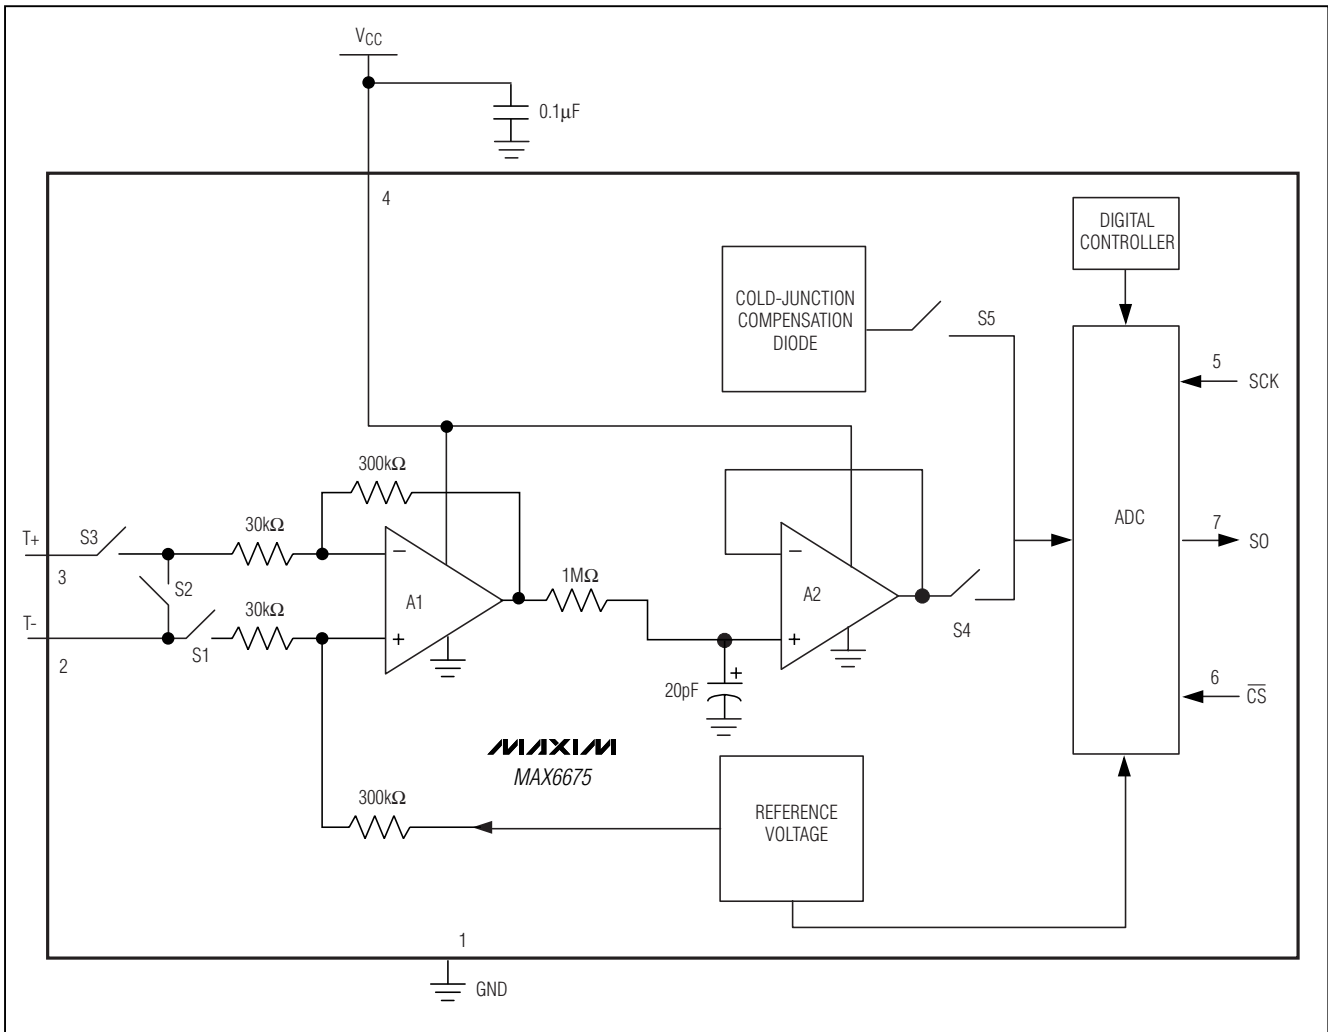 VCC
0.1µF
4
DIGITAL
CONTROLLER
COLD-JUNCTION
COMPENSATION
DIODE
S5
5
SCK
300kΩ
ADC
T+
S3
30kΩ
7
SO
3
S2
1MΩ
A1
A2
T-
S1
30kΩ
S4
2
6
CS
20pF
+
−
+
−
+
MAXIM
MAX6675
300kΩ
REFERENCE
VOLTAGE
1
GND